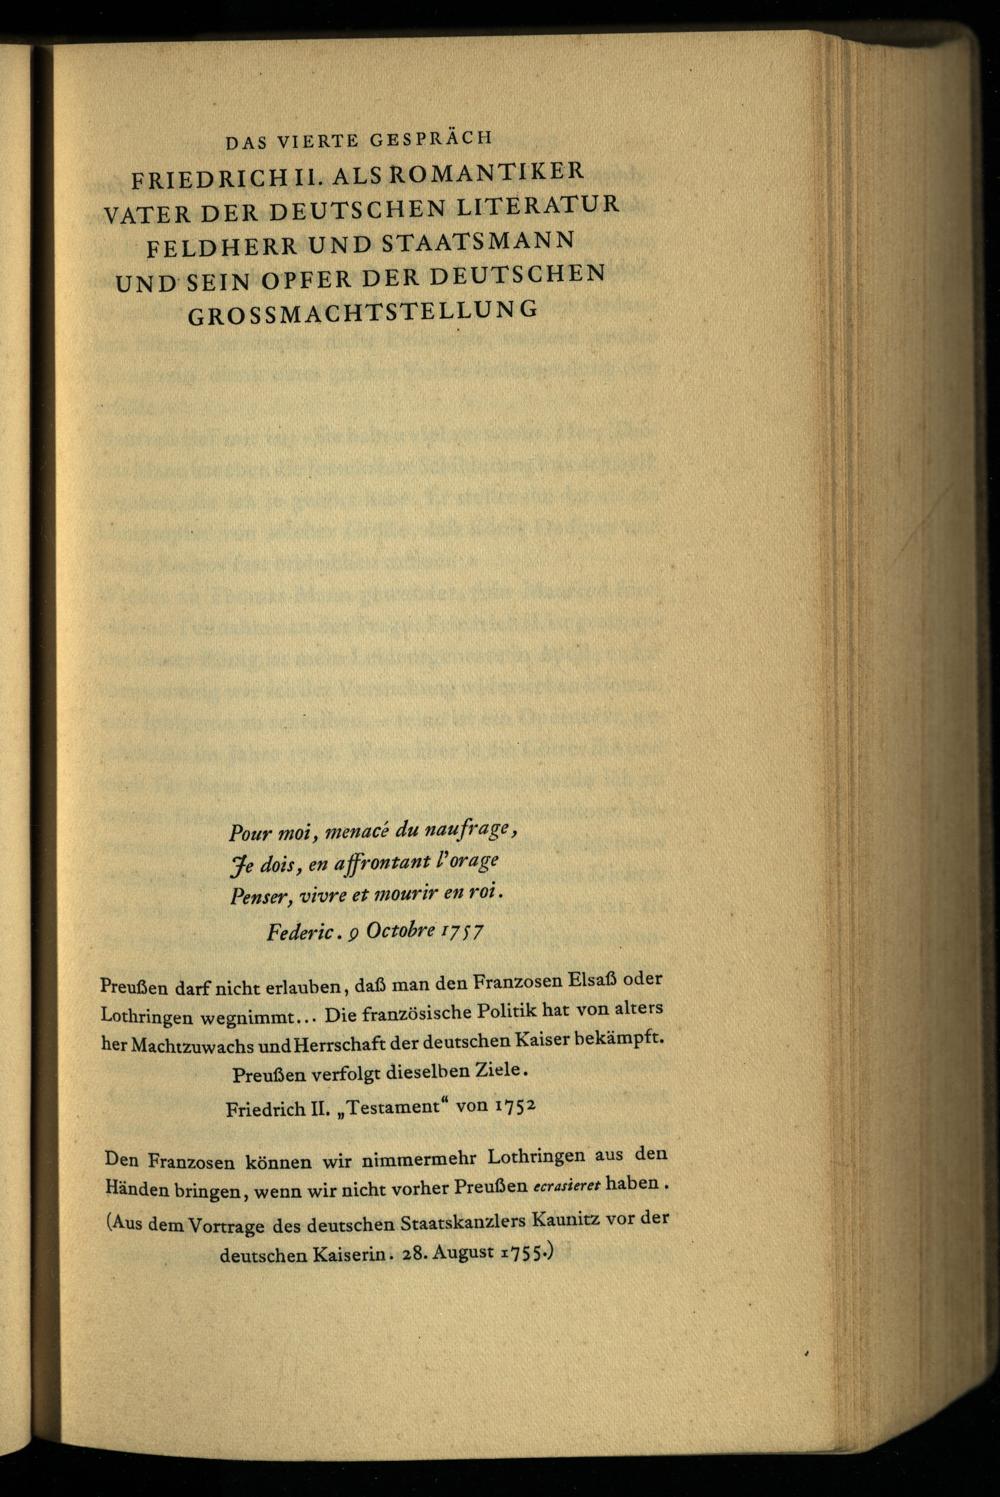 DAS VIERTE GESPRÄCH
FRIEDRICH II. ALS ROMANTIKER
VATER DER DEUTSCHEN LITERATUR
FELDHERR UND STAATSMANN
UND SEIN OPFER DER DEUTSCHEN
GROSSMACHTSTELLUNG
Pour moi, menacé du naufrage,
Je dois, en affrontant l'orage
Penser, vivre et mourir en roi.
Federic. 9 Octobre 1757
Preußen darf nicht erlauben, daß man den Franzosen Elsaß oder
Lothringen wegnimmt... Die französische Politik hat von alters
her Machtzuwachs und Herrschaft der deutschen Kaiser bekämpft.
Preußen verfolgt dieselben Ziele.
Friedrich II. „Testament“ von 1752
Den Franzosen können wir nimmermehr Lothringen aus den
Händen bringen, wenn wir nicht vorher Preußen ecrasieret haben.
(Aus dem Vortrage des deutschen Staatskanzlers Kaunitz vor der
deutschen Kaiserin. 28. August 1755.)